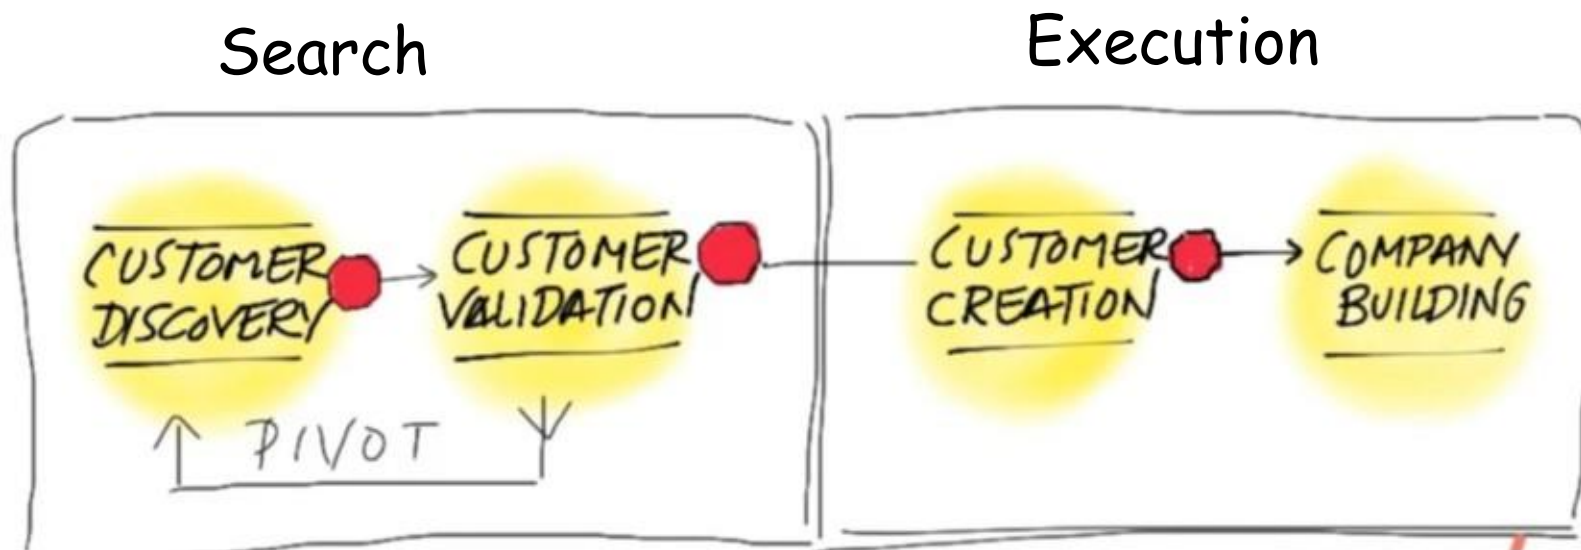 Search
Execution
CUSTOMER
DISCOVERY
CUSTOMER
VALIDATION
CUSTOMER
CREATION
COMPANY
BUILDING
PIVOT